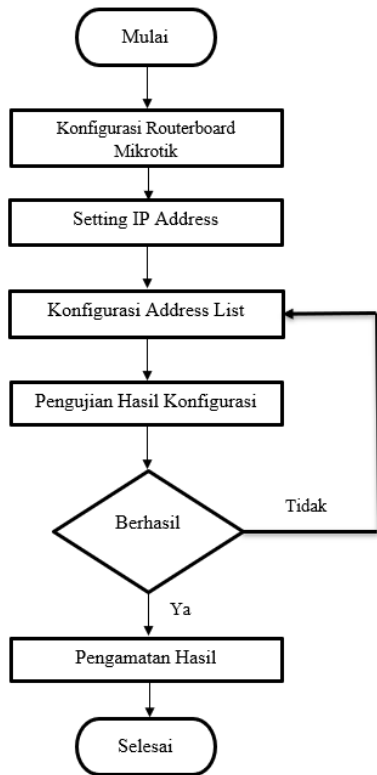 Mulai
Konfigurasi Routerboard
Mikrotik
Setting IP Address
Konfigurasi Address List
Pengujian Hasil Konfigurasi
Berhasil
Tidak
Ya
Pengamatan Hasil
Selesai